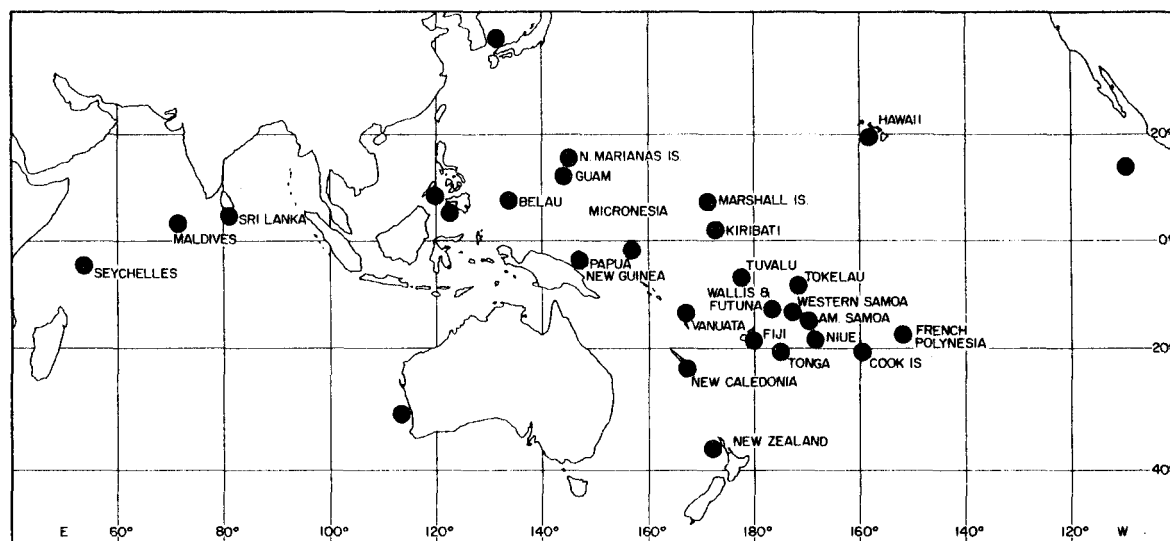 HAWAII
20°
N. MARIANAS IS.
GUAM
BELAU
MICRONESIA
MARSHALL IS.
SRI LANKA
KIRIBATI
MALDIVES
0°
SEYCHELLES
PAPUA
NEW GUINEA
TUVALU
TOKELAU
WALLIS &
FUTUNA
WESTERN SAMOA
AM. SAMOA
VANUATA
FIJI
NIUE
FRENCH
POLYNESIA
20°
TONGA
COOK IS
NEW CALEDONIA
NEW ZEALAND
40°
E 60° 80° 100° 120° 140° 160° 180° 160° 140° 120° W